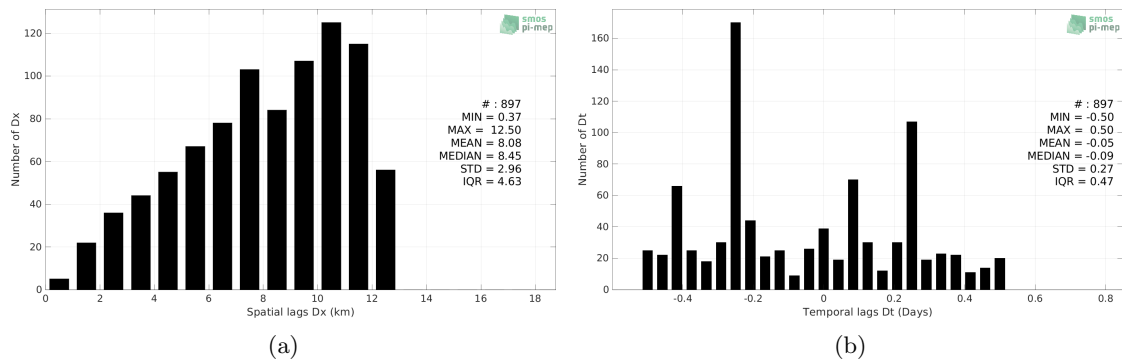 120
100
80
60
40
20
0
Number of Dx
0 2 4 6 8 10 12 14 16 18
Spatial lags Dx (km)
smos
pi-mep
# : 897
MIN = 0.37
MAX = 12.50
MEAN = 8.08
MEDIAN = 8.45
STD = 2.96
IQR = 4.63
(a)
160
140
120
100
80
60
40
20
0
Number of Dt
-0.4 -0.2 0 0.2 0.4 0.6 0.8
Temporal lags Dt (Days)
smos
pi-mep
# : 897
MIN = -0.50
MAX = 0.50
MEAN = -0.05
MEDIAN = -0.09
STD = 0.27
IQR = 0.47
(b)